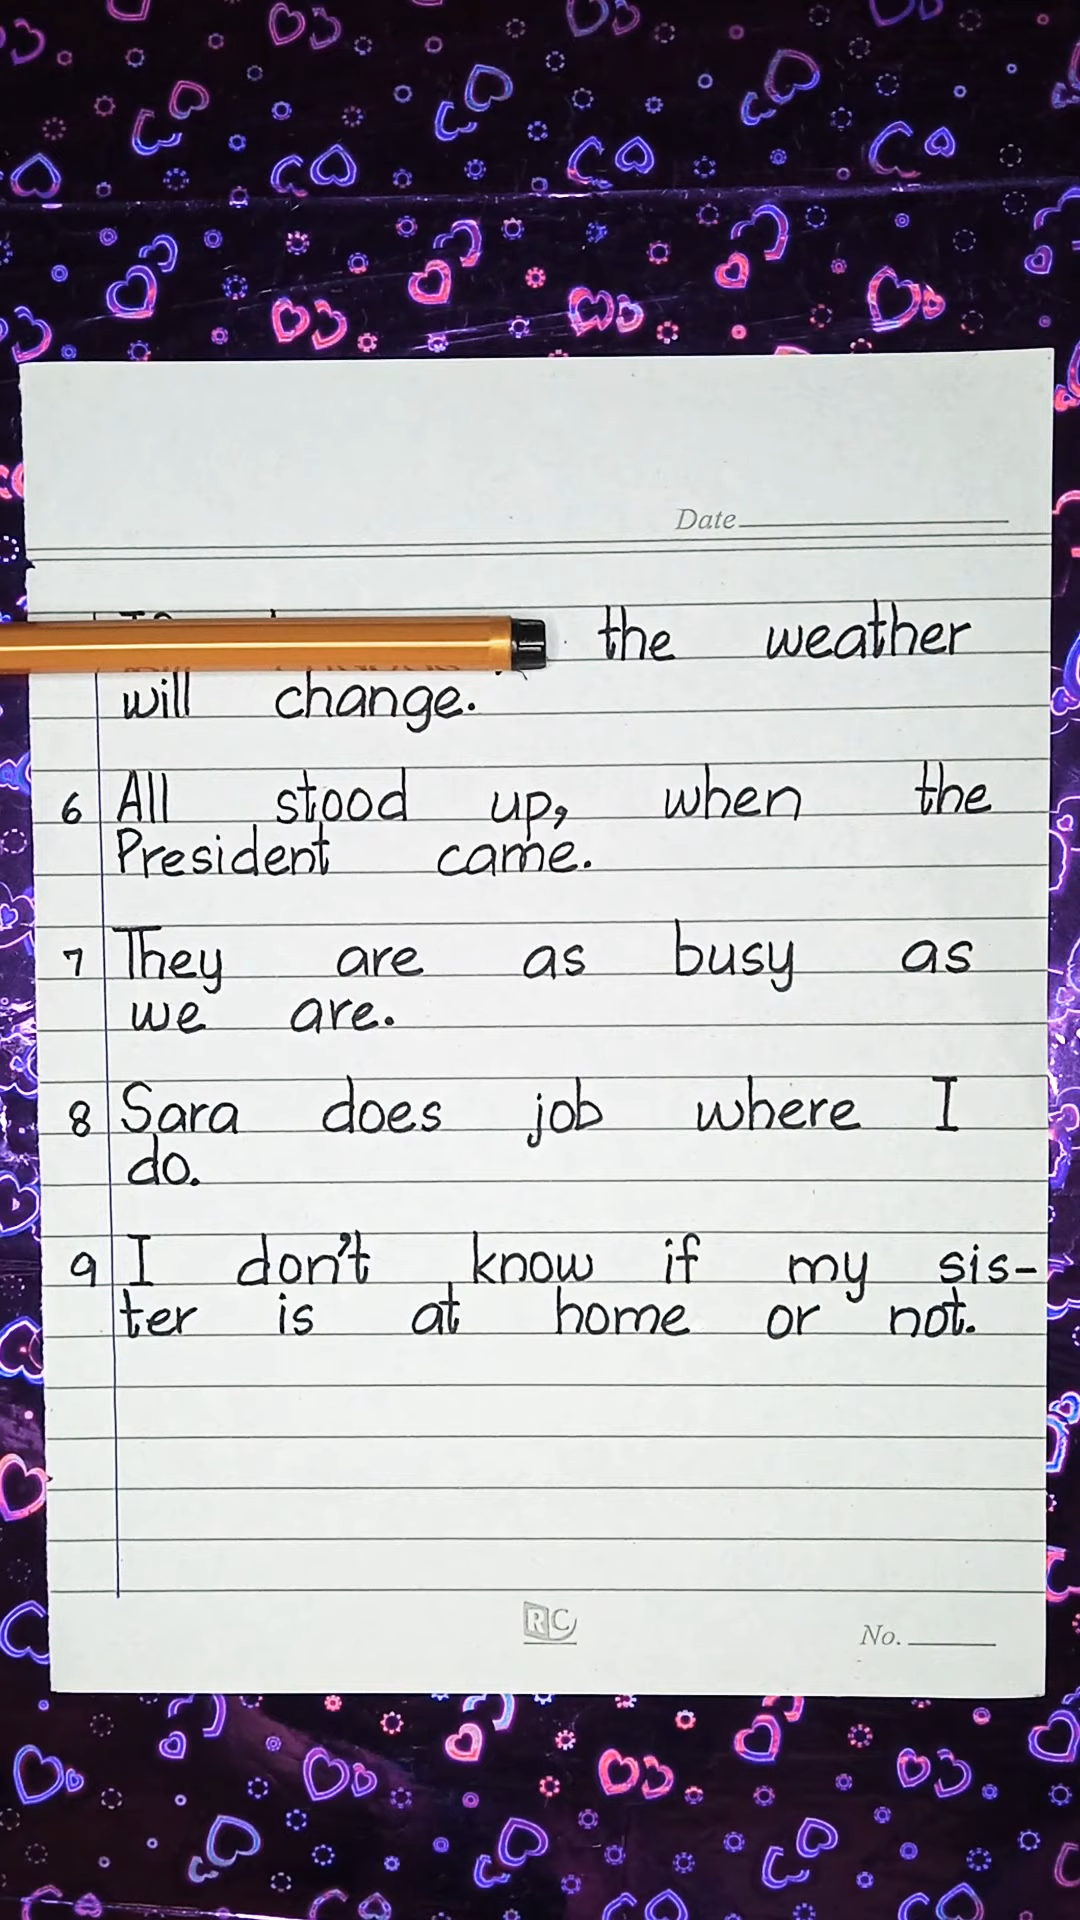 Date
the weather
will change.
6 All stood up, when the
President came.
7 They are as busy as
we are.
8 Sara does job where I
do.
9 I don't know if my sis-
ter is at home or not.
RC
No.